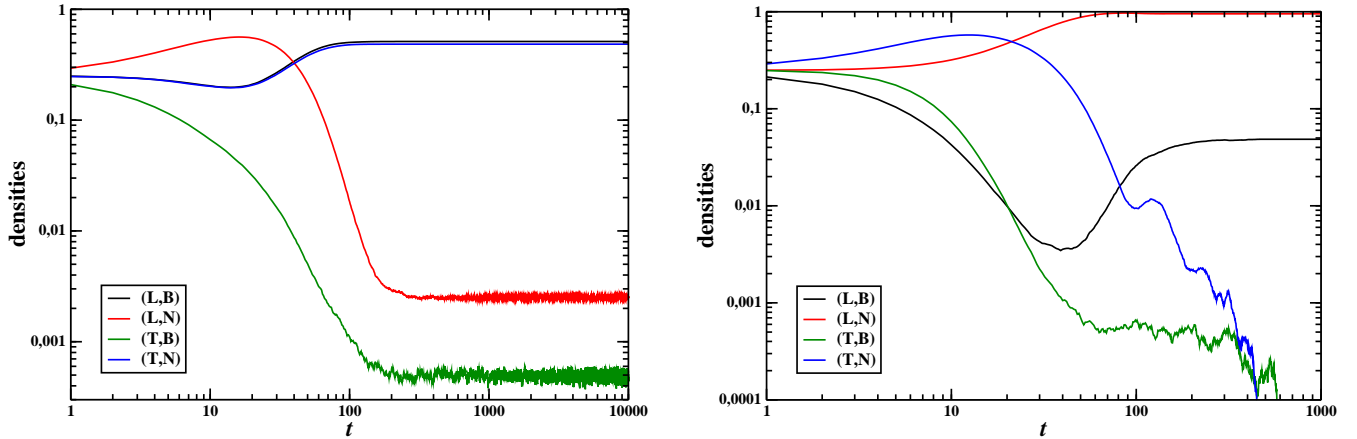 1
0,1
0,01
0,001
densities
(L,B)
(L,N)
(T,B)
(T,N)
1 10 100 1000 10000
t
1
0,1
0,01
0,001
0,0001
densities
(L,B)
(L,N)
(T,B)
(T,N)
1 10 100 1000
t